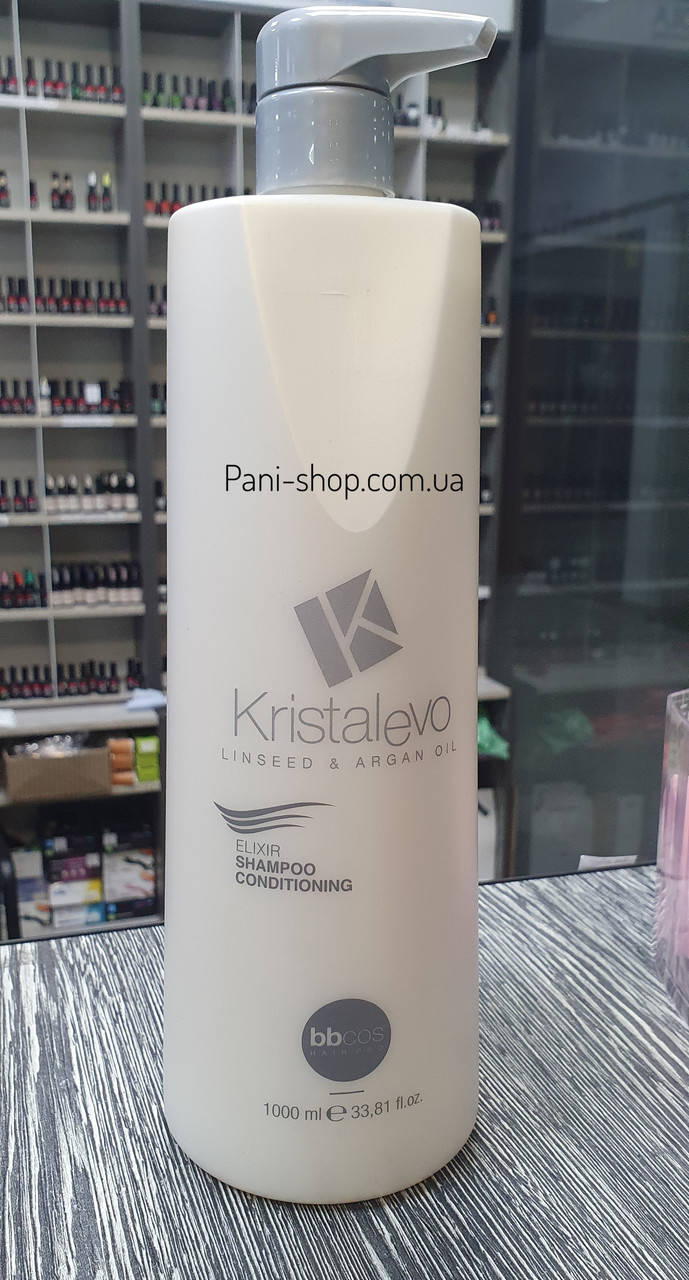 Pani-shop.com.ua
Kristalevo
LINSEED & ARGAN OIL
ELIXIR
SHAMPOO
CONDITIONING
bbcos
1000 ml e 33,81 fl.oz.